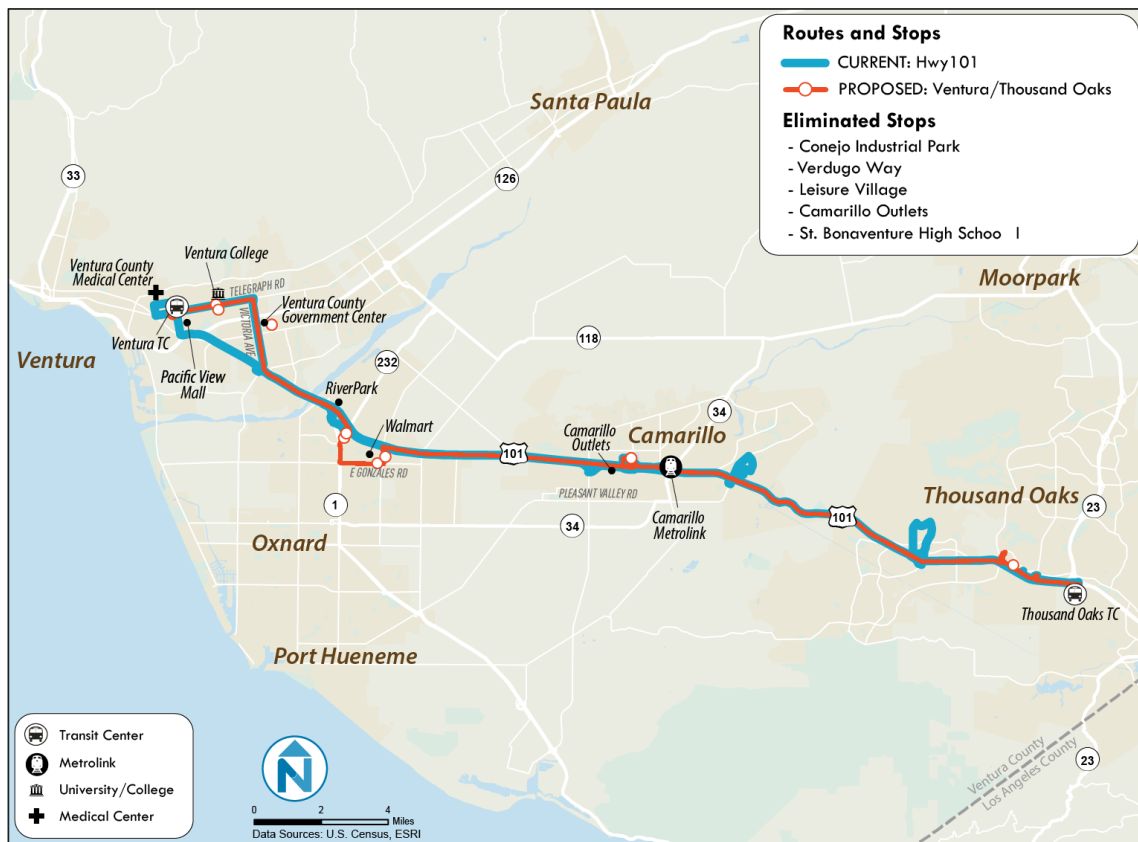 Routes and Stops
CURRENT: Hwy101
PROPOSED: Ventura/Thousand Oaks
Eliminated Stops
- Conejo Industrial Park
- Verdugo Way
- Leisure Village
- Camarillo Outlets
- St. Bonaventure High Schoo l
Santa Paula
33
126
Ventura College
Ventura County
Medical Center
TELEGRAPH RD
Moorpark
Ventura County
Government Center
VICTORIA AVE
Ventura TC
118
Ventura
232
Pacific View
Mall
RiverPark
34
Walmart
Camarillo
Outlets
Camarillo
101
E GONZALES RD
PLEASANT VALLEY RD
Thousand Oaks
1
34
Camarillo
Metrolink
101
23
Oxnard
Thousand Oaks TC
Port Hueneme
Transit Center
Metrolink
University/College
Medical Center
N
0 2 4
Miles
Data Sources: U.S. Census, ESRI
Ventura County
Los Angeles County
23